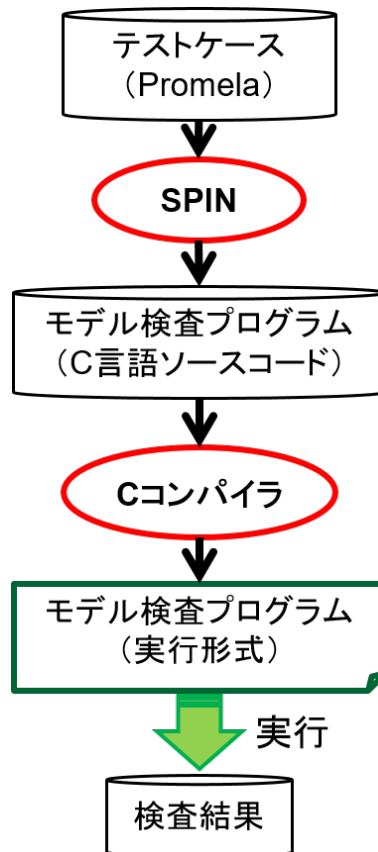 テストケース
（Promela）
SPIN
モデル検査プログラム
（C言語ソースコード）
Cコンパイラ
モデル検査プログラム
（実行形式）
実行
検査結果